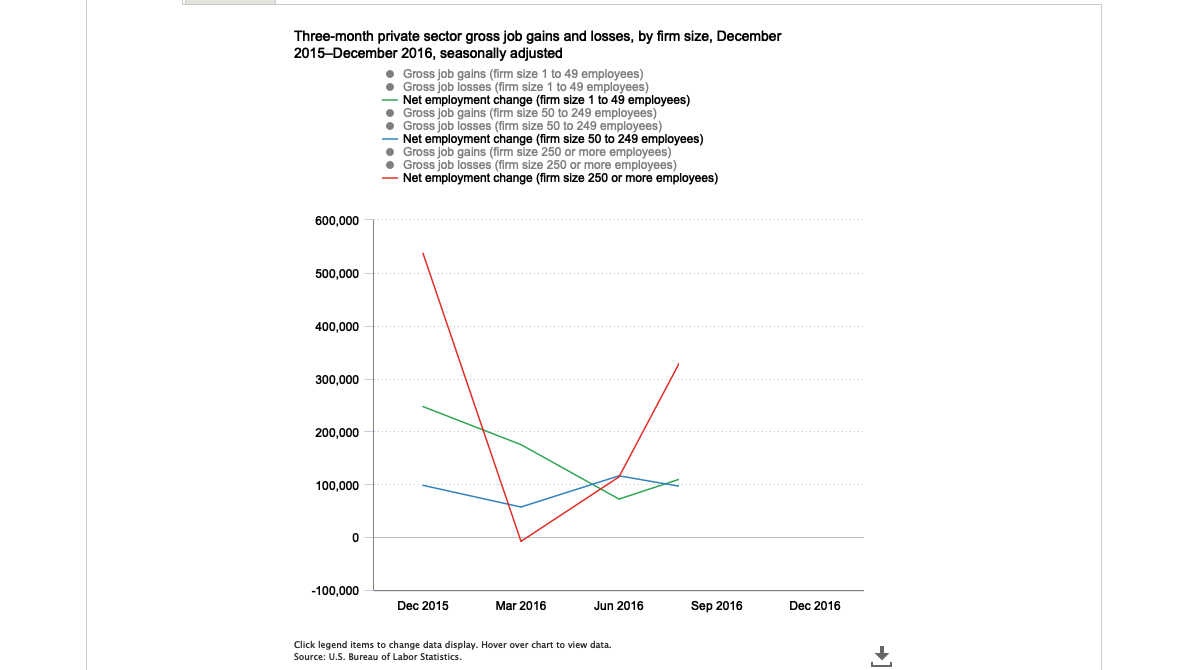 Three-month private sector gross job gains and losses, by firm size, December
2015–December 2016, seasonally adjusted
Gross job gains (firm size 1 to 49 employees)
Gross job losses (firm size 1 to 49 employees)
Net employment change (firm size 1 to 49 employees)
Gross job gains (firm size 50 to 249 employees)
Gross job losses (firm size 50 to 249 employees)
Net employment change (firm size 50 to 249 employees)
Gross job gains (firm size 250 or more employees)
Gross job losses (firm size 250 or more employees)
Net employment change (firm size 250 or more employees)
600,000
500,000
400,000
300,000
200,000
100,000
0
-100,000
Dec 2015 Mar 2016 Jun 2016 Sep 2016 Dec 2016
Click legend items to change data display. Hover over chart to view data.
Source: U.S. Bureau of Labor Statistics.